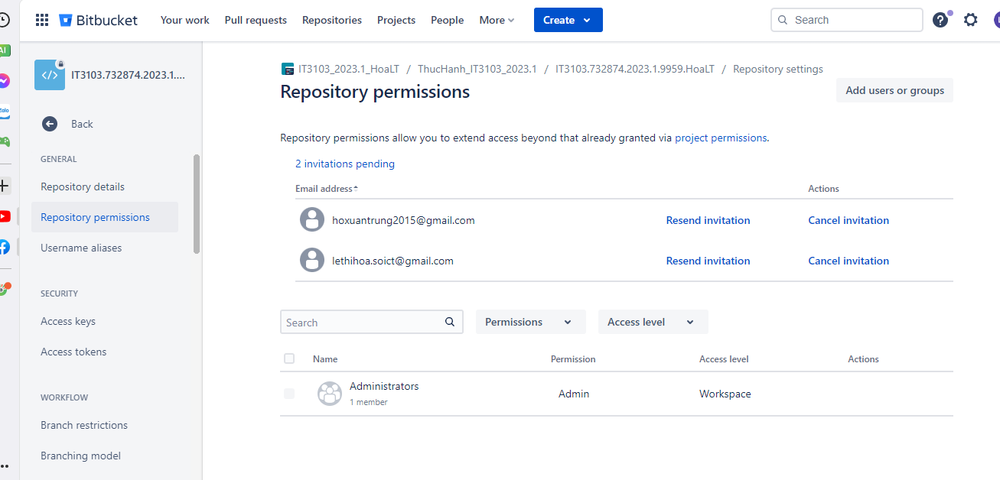 Bitbucket Your work Pull requests Repositories Projects People More Create Search
AI
IT3103.732874.2023.1....
Zalo
Back
GENERAL
Repository details
Repository permissions
Username aliases
SECURITY
Access keys
Access tokens
WORKFLOW
Branch restrictions
Branching model
IT3103_2023.1_HoaLT / ThucHanh_IT3103_2023.1 / IT3103.732874.2023.1.9959.HoaLT / Repository settings
Repository permissions
Add users or groups
Repository permissions allow you to extend access beyond that already granted via project permissions.
2 invitations pending
Email address Actions
hoxuantrung2015@gmail.com Resend invitation Cancel invitation
lethihoa.soict@gmail.com Resend invitation Cancel invitation
Search Permissions Access level
Name Permission Access level Actions
Administrators
1 member
Admin Workspace